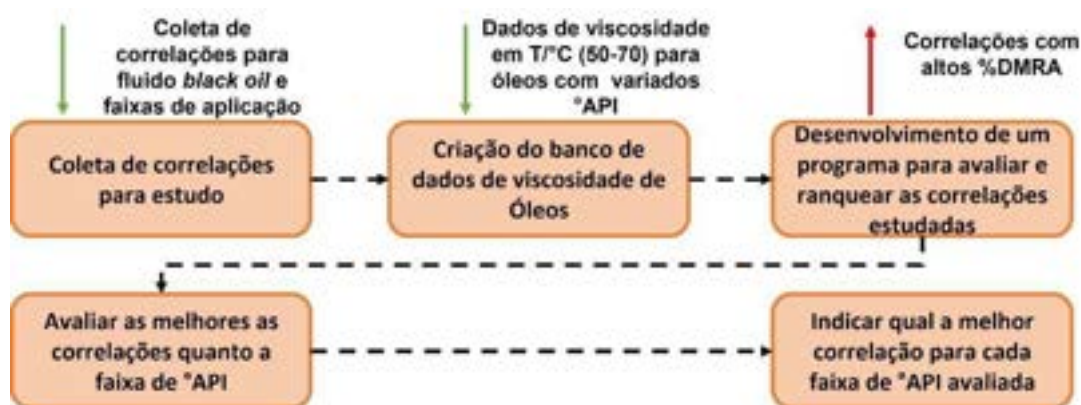 Coleta de
correlações para
fluido black oil e
faixas de aplicação
Dados de viscosidade
em T/°C (50-70) para
óleos com variados
°API
Correlações com
altos %DMRA
Coleta de correlações
para estudo
Criação do banco de
dados de viscosidade de
Óleos
Desenvolvimento de um
programa para avaliar e
ranquear as correlações
estudadas
Avaliar as melhores as
correlações quanto a
faixa de °API
Indicar qual a melhor
correlação para cada
faixa de °API avaliada